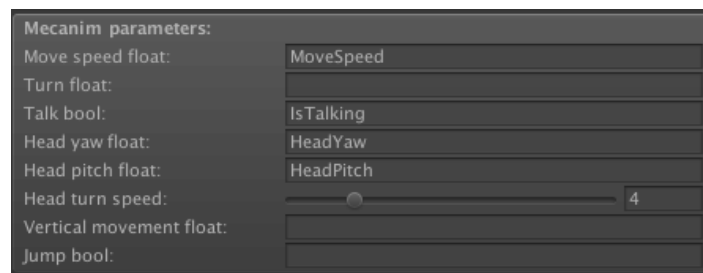 Mecanim parameters:
Move speed float: MoveSpeed
Turn float:
Talk bool: IsTalking
Head yaw float: HeadYaw
Head pitch float: HeadPitch
Head turn speed: 4
Vertical movement float:
Jump bool: